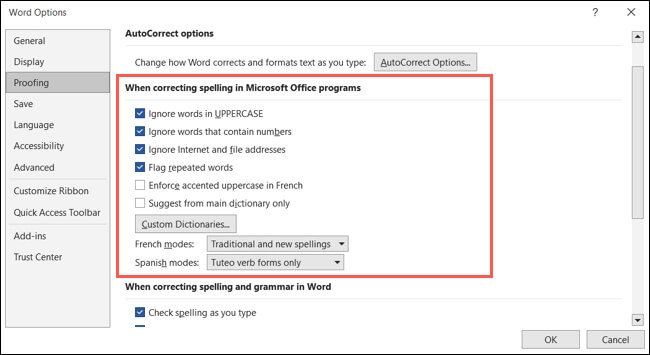 Word Options
General
Display
Proofing
Save
Language
Accessibility
Advanced
Customize Ribbon
Quick Access Toolbar
Add-ins
Trust Center
AutoCorrect options
Change how Word corrects and formats text as you type: AutoCorrect Options...
When correcting spelling in Microsoft Office programs
Ignore words in UPPERCASE
Ignore words that contain numbers
Ignore Internet and file addresses
Flag repeated words
Enforce accented uppercase in French
Suggest from main dictionary only
Custom Dictionaries...
French modes: Traditional and new spellings
Spanish modes: Tuteo verb forms only
When correcting spelling and grammar in Word
Check spelling as you type
OK Cancel